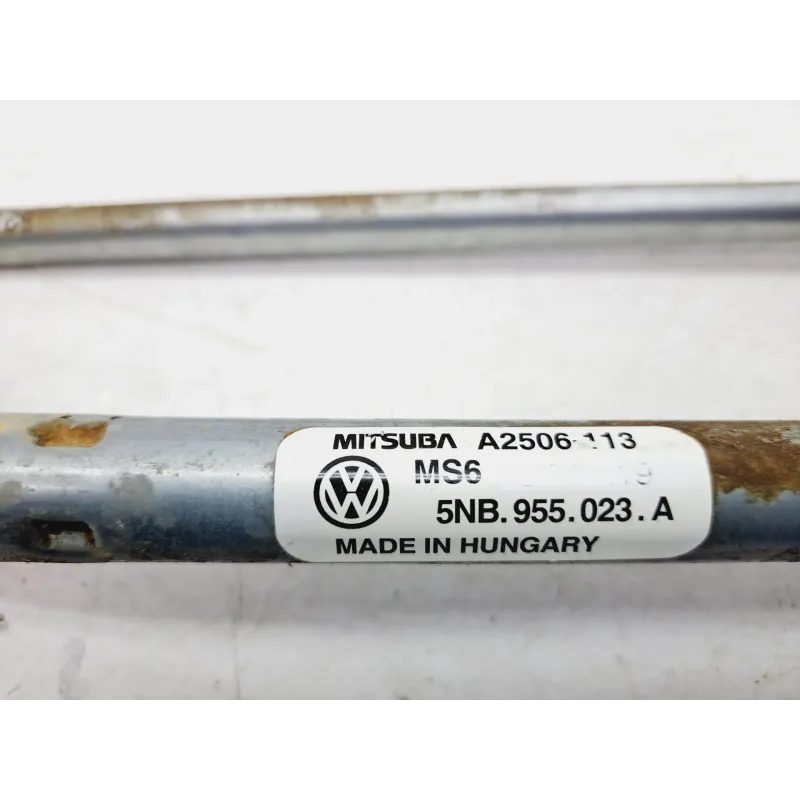 MITSUBA A2506-113
MS6
5NB.955.023.A
MADE IN HUNGARY